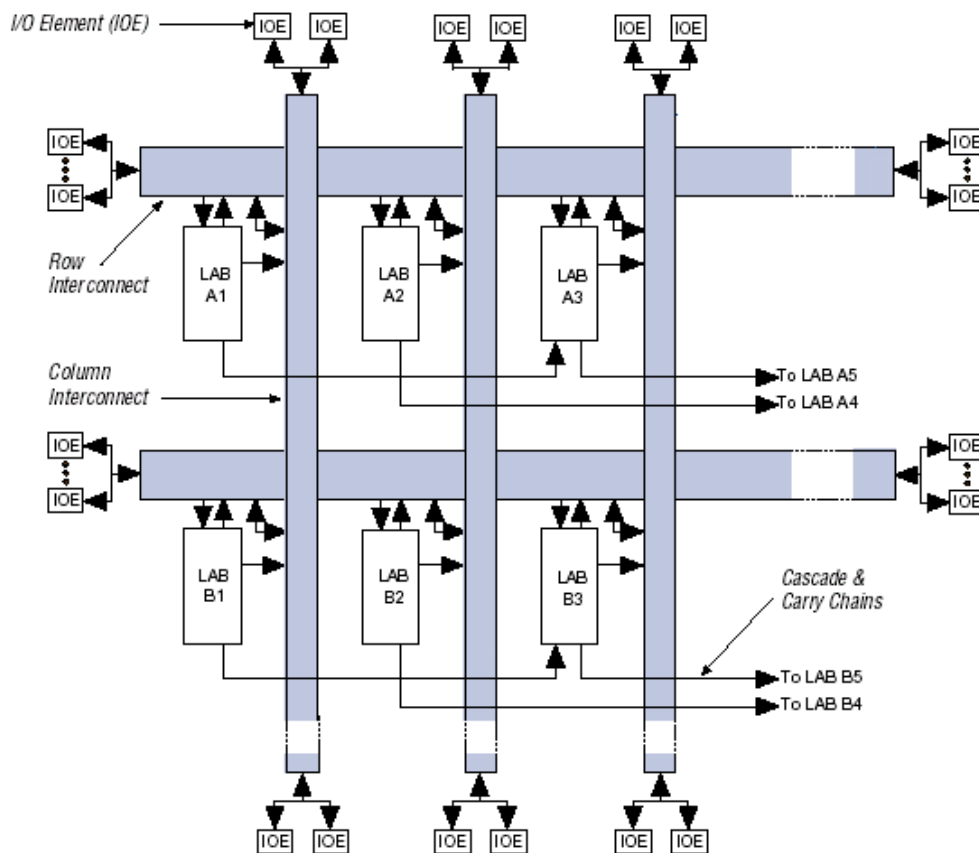 I/O Element (IOE)
IOE IOE IOE IOE IOE IOE
IOE IOE
IOE IOE
Row
Interconnect
LAB
A1
LAB
A2
LAB
A3
Column
Interconnect
To LAB A5
To LAB A4
IOE IOE
IOE IOE
LAB
B1
LAB
B2
LAB
B3
Cascade &
Carry Chains
To LAB B5
To LAB B4
IOE IOE IOE IOE IOE IOE